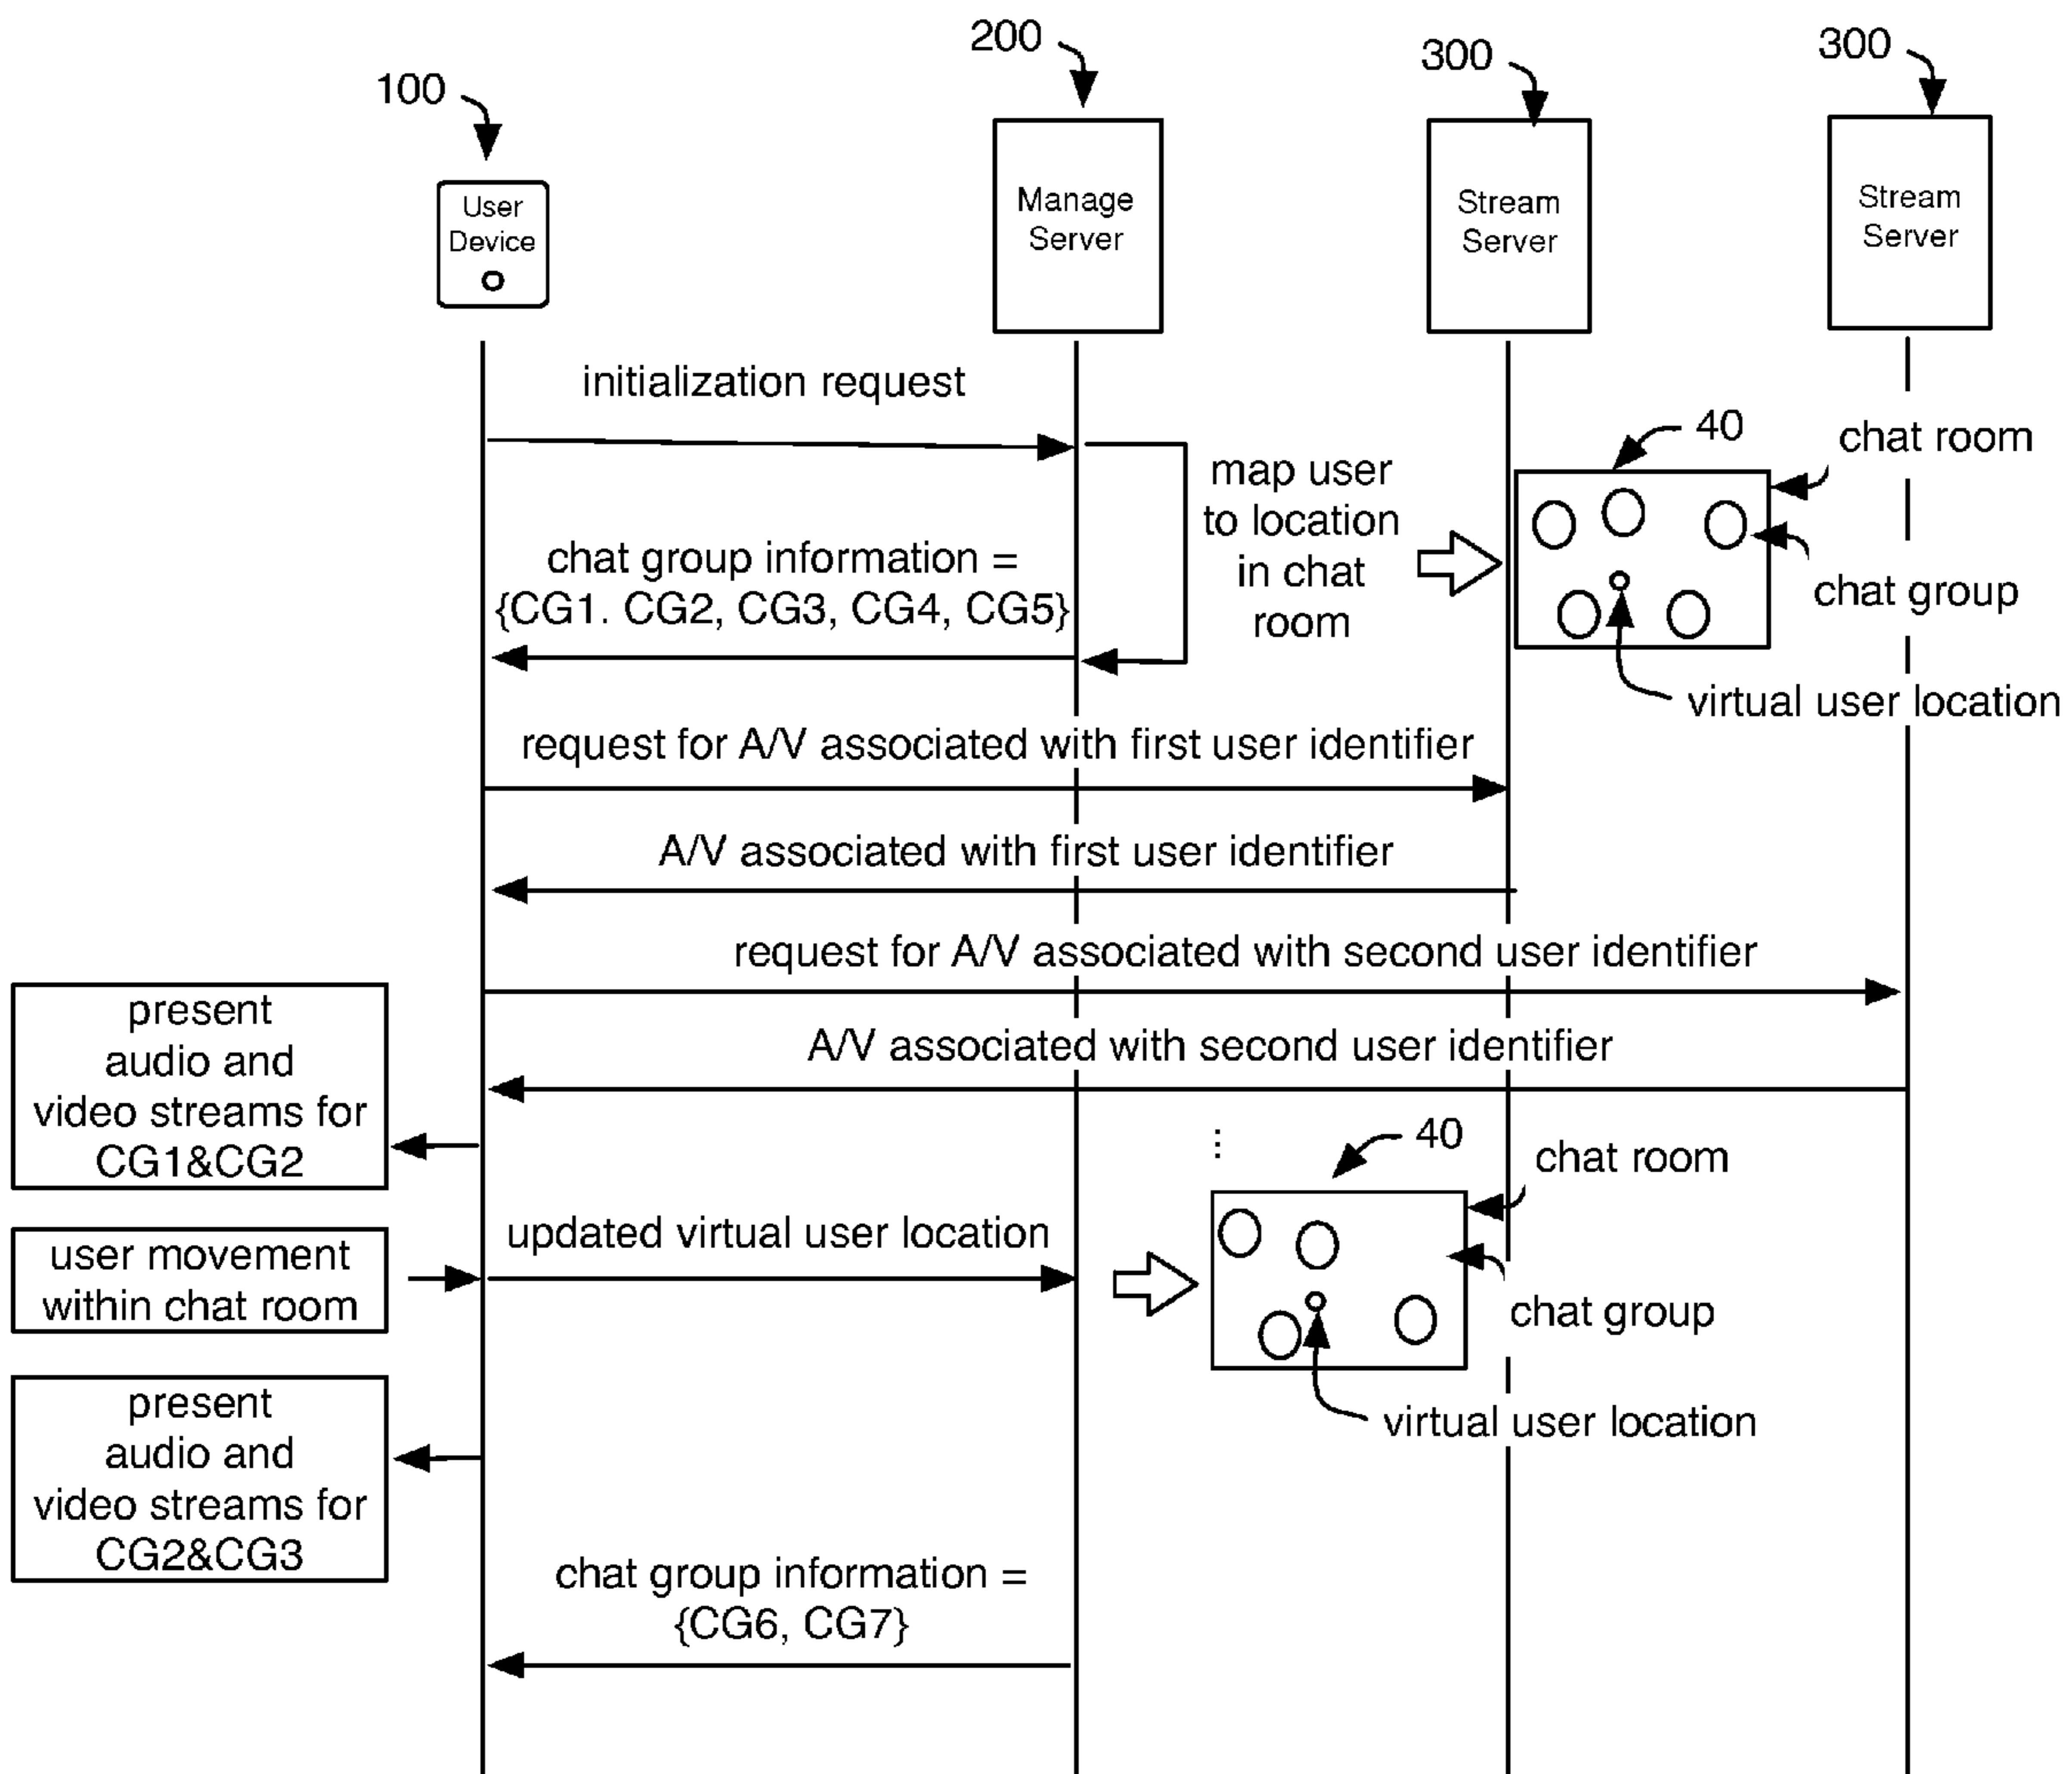 200
300
300
100
User
Device
Manage
Server
Stream
Server
Stream
Server
initialization request
40
chat room
map user
to location
in chat
room
chat group information =
{CG1. CG2, CG3, CG4, CG5}
chat group
virtual user location
request for A/V associated with first user identifier
A/V associated with first user identifier
request for A/V associated with second user identifier
present
audio and
video streams for
CG1&CG2
A/V associated with second user identifier
⋮
40
chat room
user movement
within chat room
updated virtual user location
chat group
virtual user location
present
audio and
video streams for
CG2&CG3
chat group information =
{CG6, CG7}